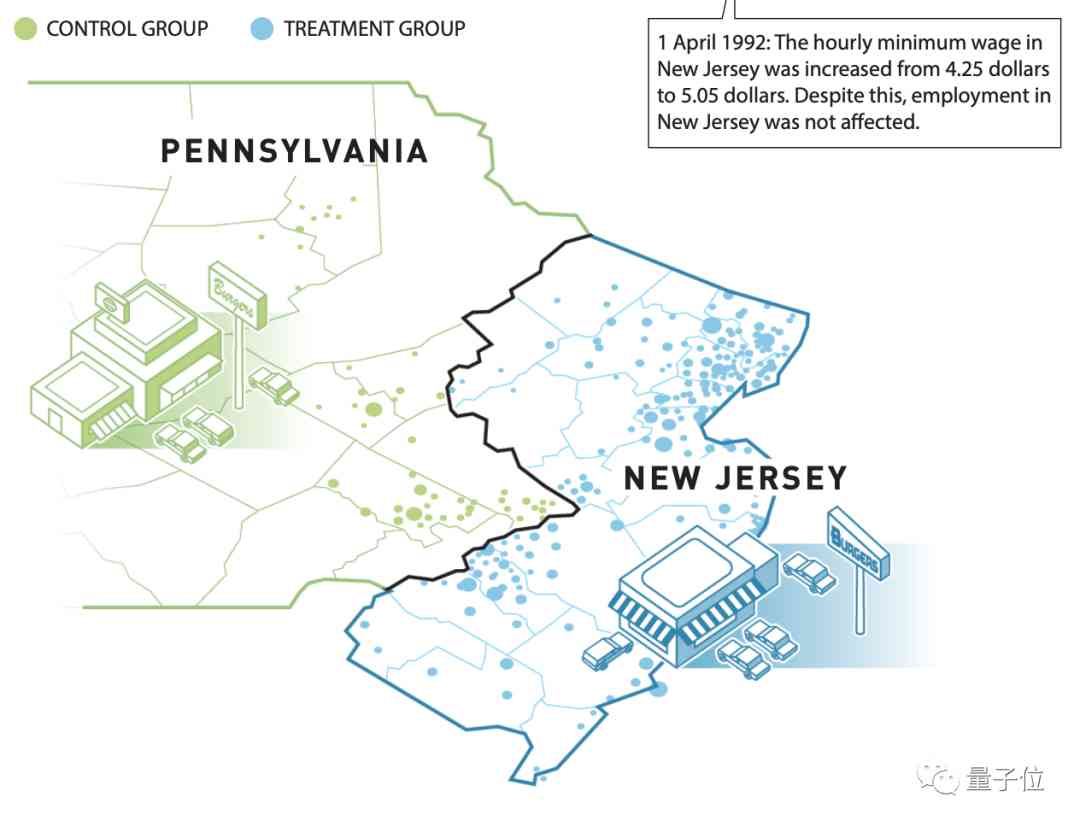 CONTROL GROUP
TREATMENT GROUP
1 April 1992: The hourly minimum wage in
New Jersey was increased from 4.25 dollars
to 5.05 dollars. Despite this, employment in
New Jersey was not affected.
PENNSYLVANIA
Burgers
NEW JERSEY
BURGERS
量子位